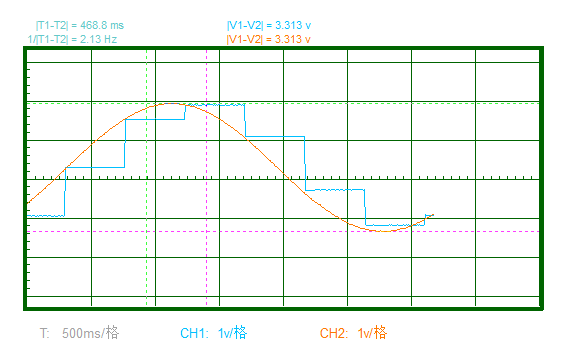 |T1-T2| = 468.8 ms |V1-V2| = 3.313 v
1/|T1-T2| = 2.13 Hz |V1-V2| = 3.313 v
T: 500ms/格 CH1: 1v/格 CH2: 1v/格